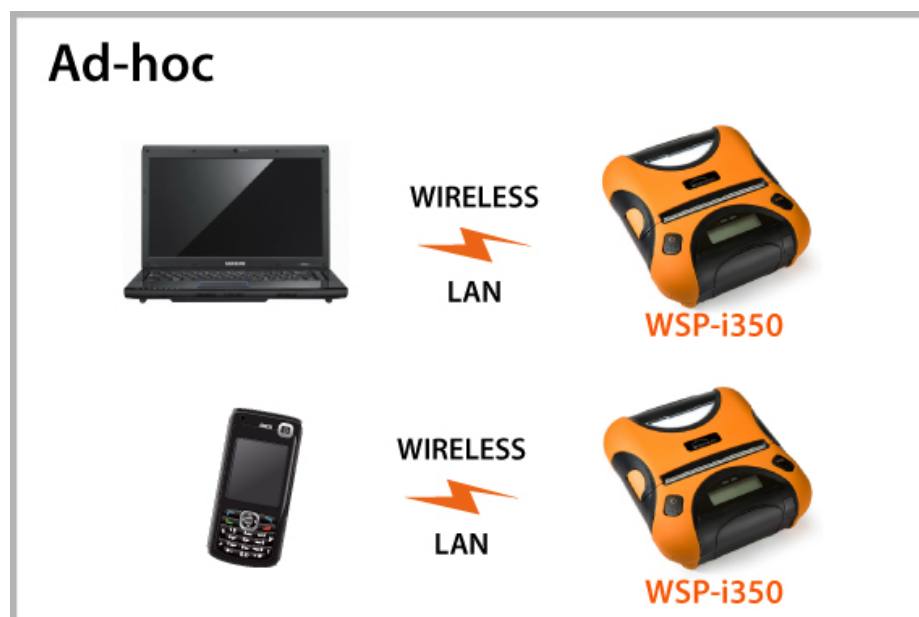 Ad-hoc
WIRELESS
LAN
WSP-i350
WIRELESS
LAN
WSP-i350